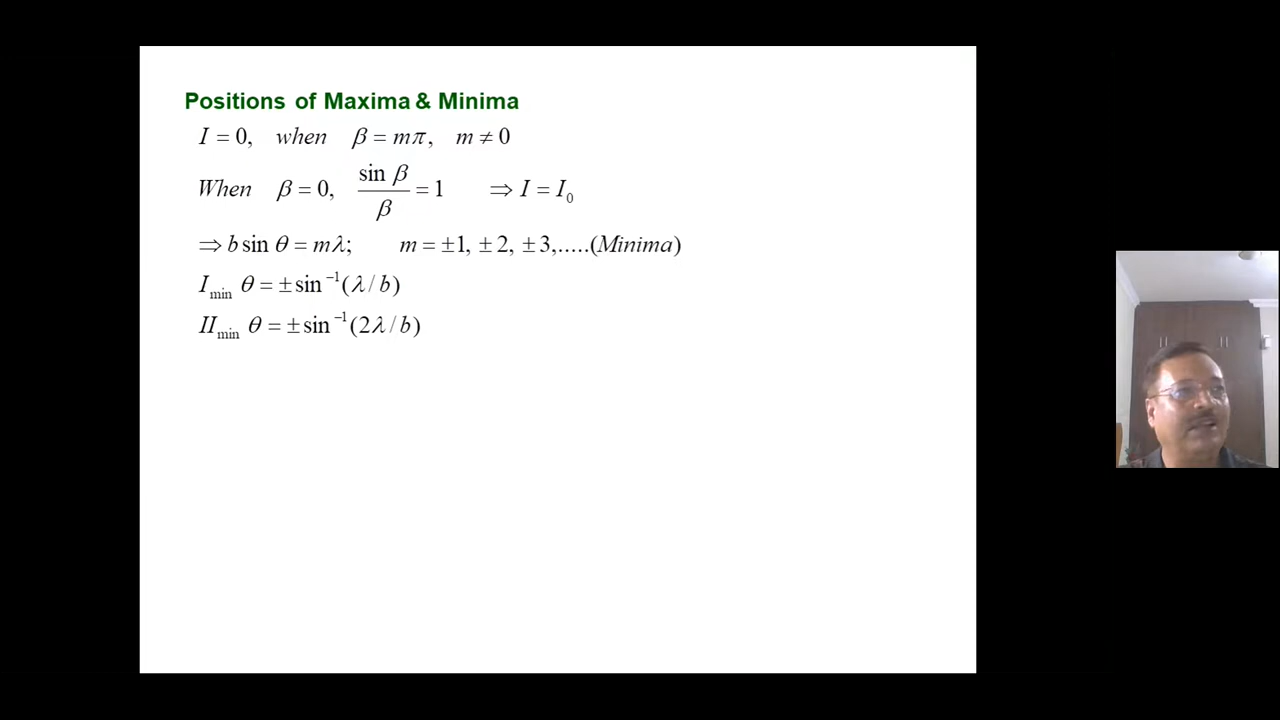 Positions of Maxima & Minima
I = 0, when β = mπ, m ≠ 0
When β = 0, sin β / β = 1 ⇒ I = I₀
⇒ b sin θ = mλ; m = ±1, ±2, ±3,.....(Minima)
I_min θ = ± sin⁻¹(λ / b)
II_min θ = ± sin⁻¹(2λ / b)